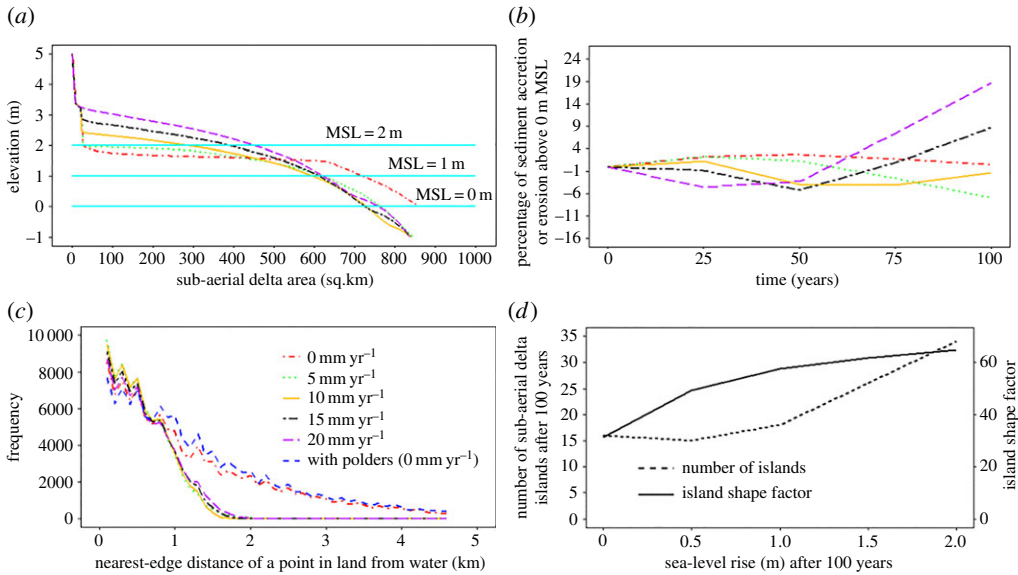 (a)
elevation (m)
5
4
3
2
1
0
–1
MSL = 2 m
MSL = 1 m
MSL = 0 m
0 100 200 300 400 500 600 700 800 900 1000
sub-aerial delta area (sq.km)
(b)
percentage of sediment accretion
or erosion above 0 m MSL
24
19
14
9
4
–1
–6
–11
–16
0 25 50 75 100
time (years)
(c)
frequency
10 000
8000
6000
4000
2000
0
0 mm yr⁻¹
5 mm yr⁻¹
10 mm yr⁻¹
15 mm yr⁻¹
20 mm yr⁻¹
with polders (0 mm yr⁻¹)
0 1 2 3 4 5
nearest-edge distance of a point in land from water (km)
(d)
number of sub-aerial delta
islands after 100 years
35
30
25
20
15
10
5
0
number of islands
island shape factor
60
40
20
0
island shape factor
0 0.5 1.0 1.5 2.0
sea-level rise (m) after 100 years